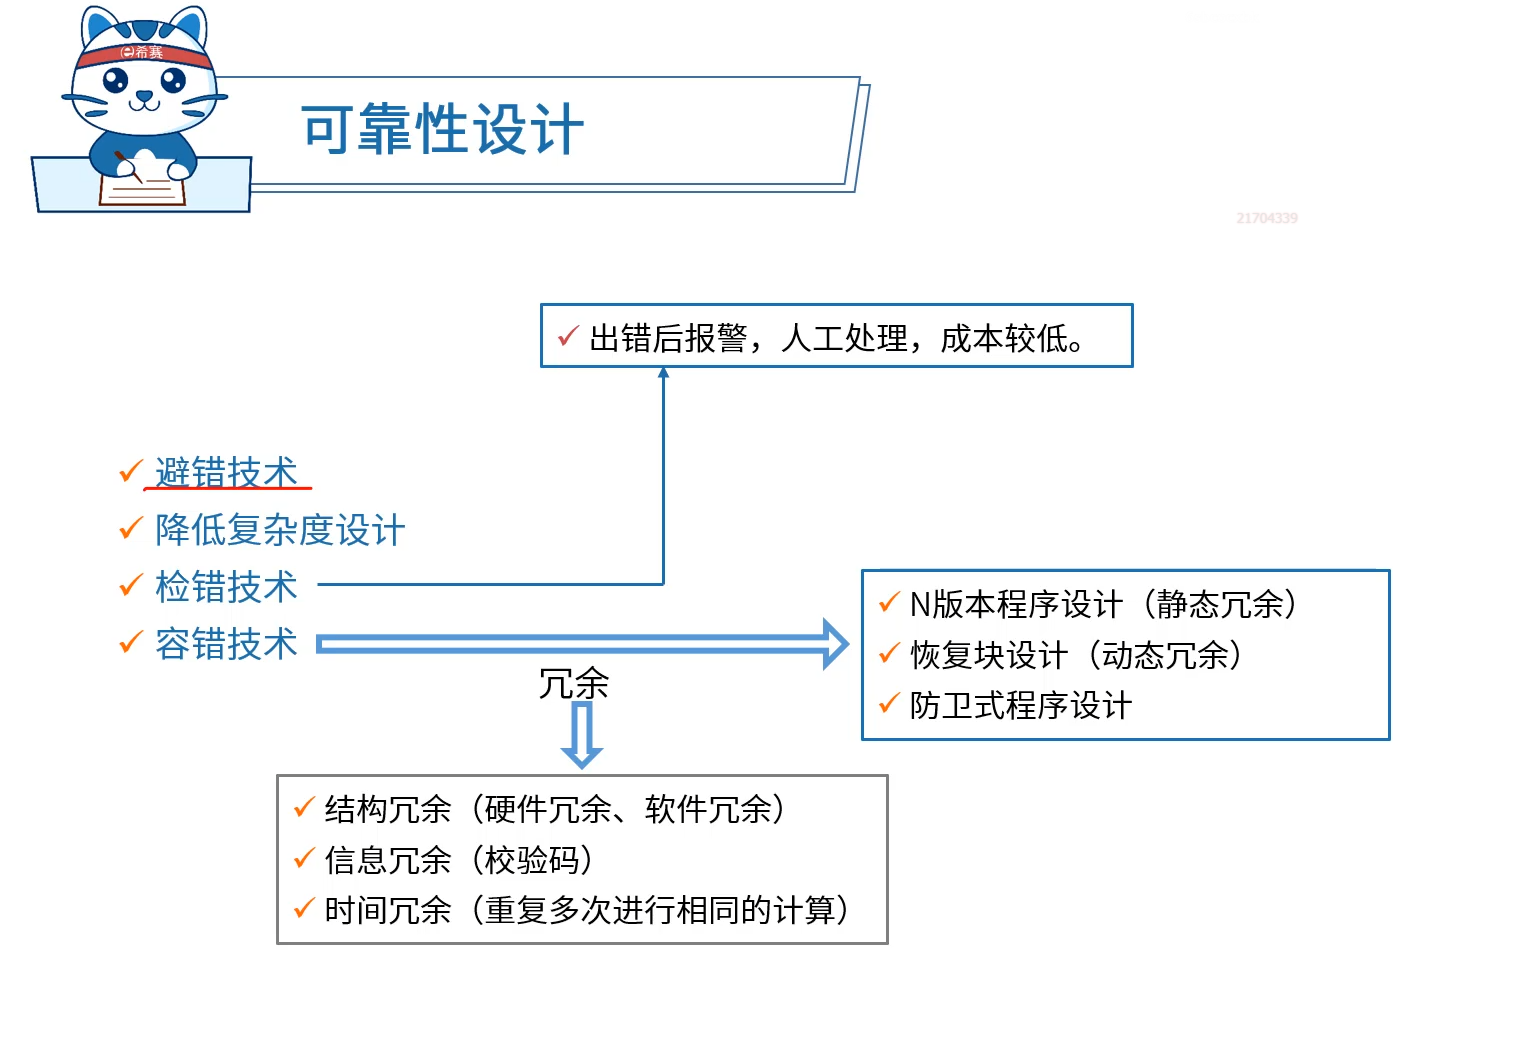 e希赛
可靠性设计
21704339
出错后报警，人工处理，成本较低。
避错技术
降低复杂度设计
检错技术
容错技术
冗余
N版本程序设计（静态冗余）
恢复块设计（动态冗余）
防卫式程序设计
结构冗余（硬件冗余、软件冗余）
信息冗余（校验码）
时间冗余（重复多次进行相同的计算）